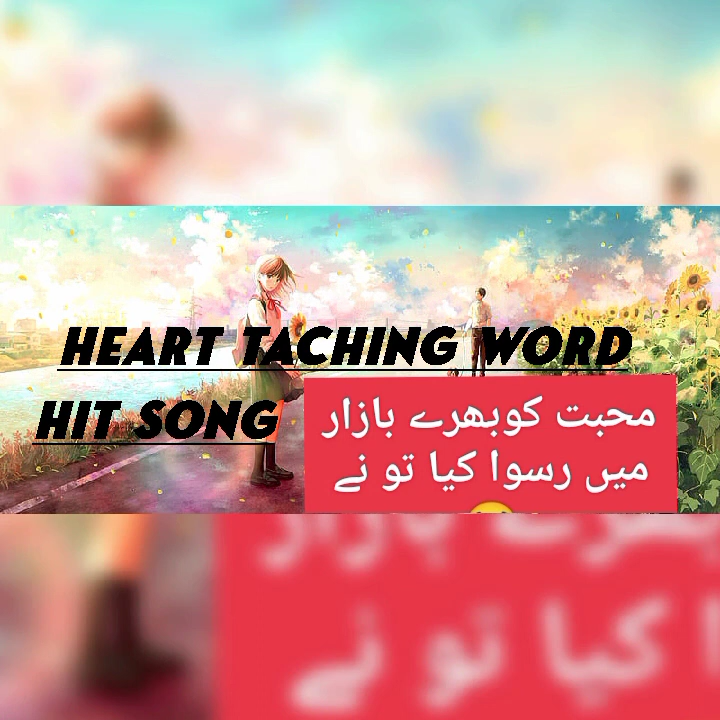 HEART TACHING WORD
HIT SONG
محبت کوبھرے بازار
میں رسوا کیا تو نے